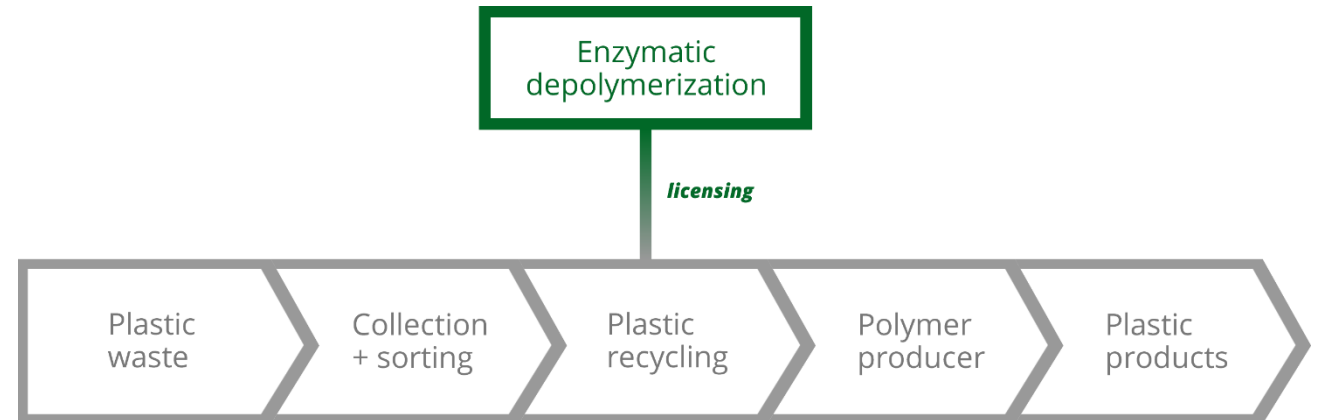 Enzymatic
depolymerization
licensing
Plastic
waste
Collection
+ sorting
Plastic
recycling
Polymer
producer
Plastic
products